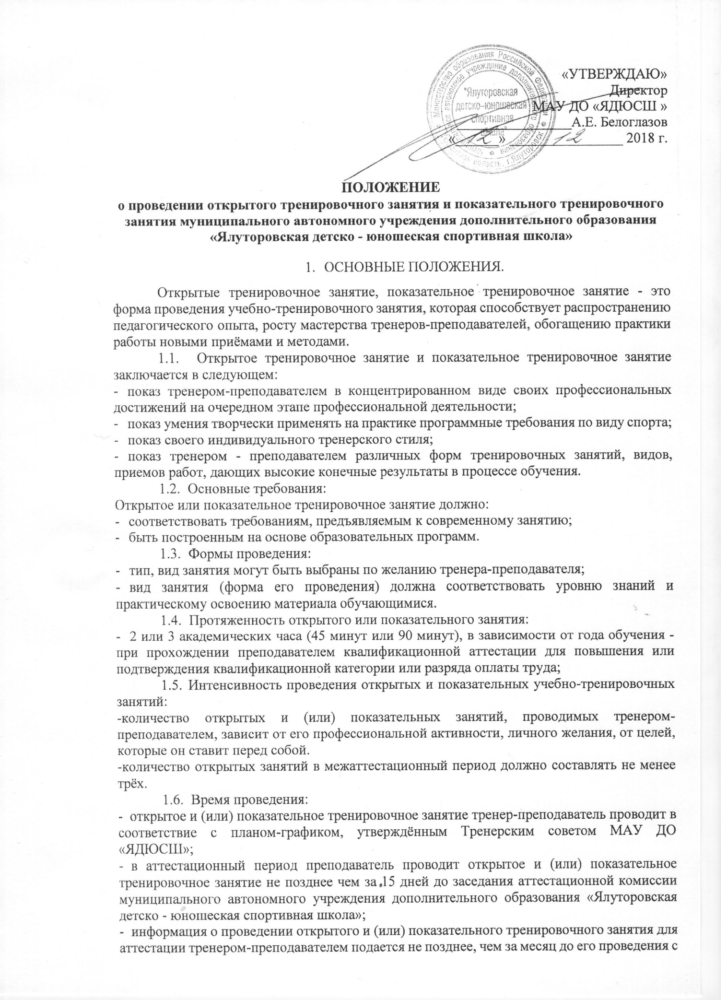 Министерство образования Российской Федерации
автономное учреждение дополнительного образования
область, г.Ялуторовск
"Ялуторовская
детско-юношеская
спортивная
школа"
«УТВЕРЖДАЮ»
Директор
МАУ ДО «ЯДЮСШ »
А.Е. Белоглазов
« 12 » 12 2018 г.
ПОЛОЖЕНИЕ
о проведении открытого тренировочного занятия и показательного тренировочного
занятия муниципального автономного учреждения дополнительного образования
«Ялуторовская детско - юношеская спортивная школа»
1. ОСНОВНЫЕ ПОЛОЖЕНИЯ.
Открытые тренировочное занятие, показательное тренировочное занятие - это
форма проведения учебно-тренировочного занятия, которая способствует распространению
педагогического опыта, росту мастерства тренеров-преподавателей, обогащению практики
работы новыми приёмами и методами.
1.1. Открытое тренировочное занятие и показательное тренировочное занятие
заключается в следующем:
- показ тренером-преподавателем в концентрированном виде своих профессиональных
достижений на очередном этапе профессиональной деятельности;
- показ умения творчески применять на практике программные требования по виду спорта;
- показ своего индивидуального тренерского стиля;
- показ тренером - преподавателем различных форм тренировочных занятий, видов,
приемов работ, дающих высокие конечные результаты в процессе обучения.
1.2. Основные требования:
Открытое или показательное тренировочное занятие должно:
- соответствовать требованиям, предъявляемым к современному занятию;
- быть построенным на основе образовательных программ.
1.3. Формы проведения:
- тип, вид занятия могут быть выбраны по желанию тренера-преподавателя;
- вид занятия (форма его проведения) должна соответствовать уровню знаний и
практическому освоению материала обучающимися.
1.4. Протяженность открытого или показательного занятия:
- 2 или 3 академических часа (45 минут или 90 минут), в зависимости от года обучения -
при прохождении преподавателем квалификационной аттестации для повышения или
подтверждения квалификационной категории или разряда оплаты труда;
1.5. Интенсивность проведения открытых и показательных учебно-тренировочных
занятий:
-количество открытых и (или) показательных занятий, проводимых тренером-
преподавателем, зависит от его профессиональной активности, личного желания, от целей,
которые он ставит перед собой.
-количество открытых занятий в межаттестационный период должно составлять не менее
трёх.
1.6. Время проведения:
- открытое и (или) показательное тренировочное занятие тренер-преподаватель проводит в
соответствие с планом-графиком, утверждённым Тренерским советом МАУ ДО
«ЯДЮСШ»;
- в аттестационный период преподаватель проводит открытое и (или) показательное
тренировочное занятие не позднее чем за 15 дней до заседания аттестационной комиссии
муниципального автономного учреждения дополнительного образования «Ялуторовская
детско - юношеская спортивная школа»;
- информация о проведении открытого и (или) показательного тренировочного занятия для
аттестации тренером-преподавателем подается не позднее, чем за месяц до его проведения с